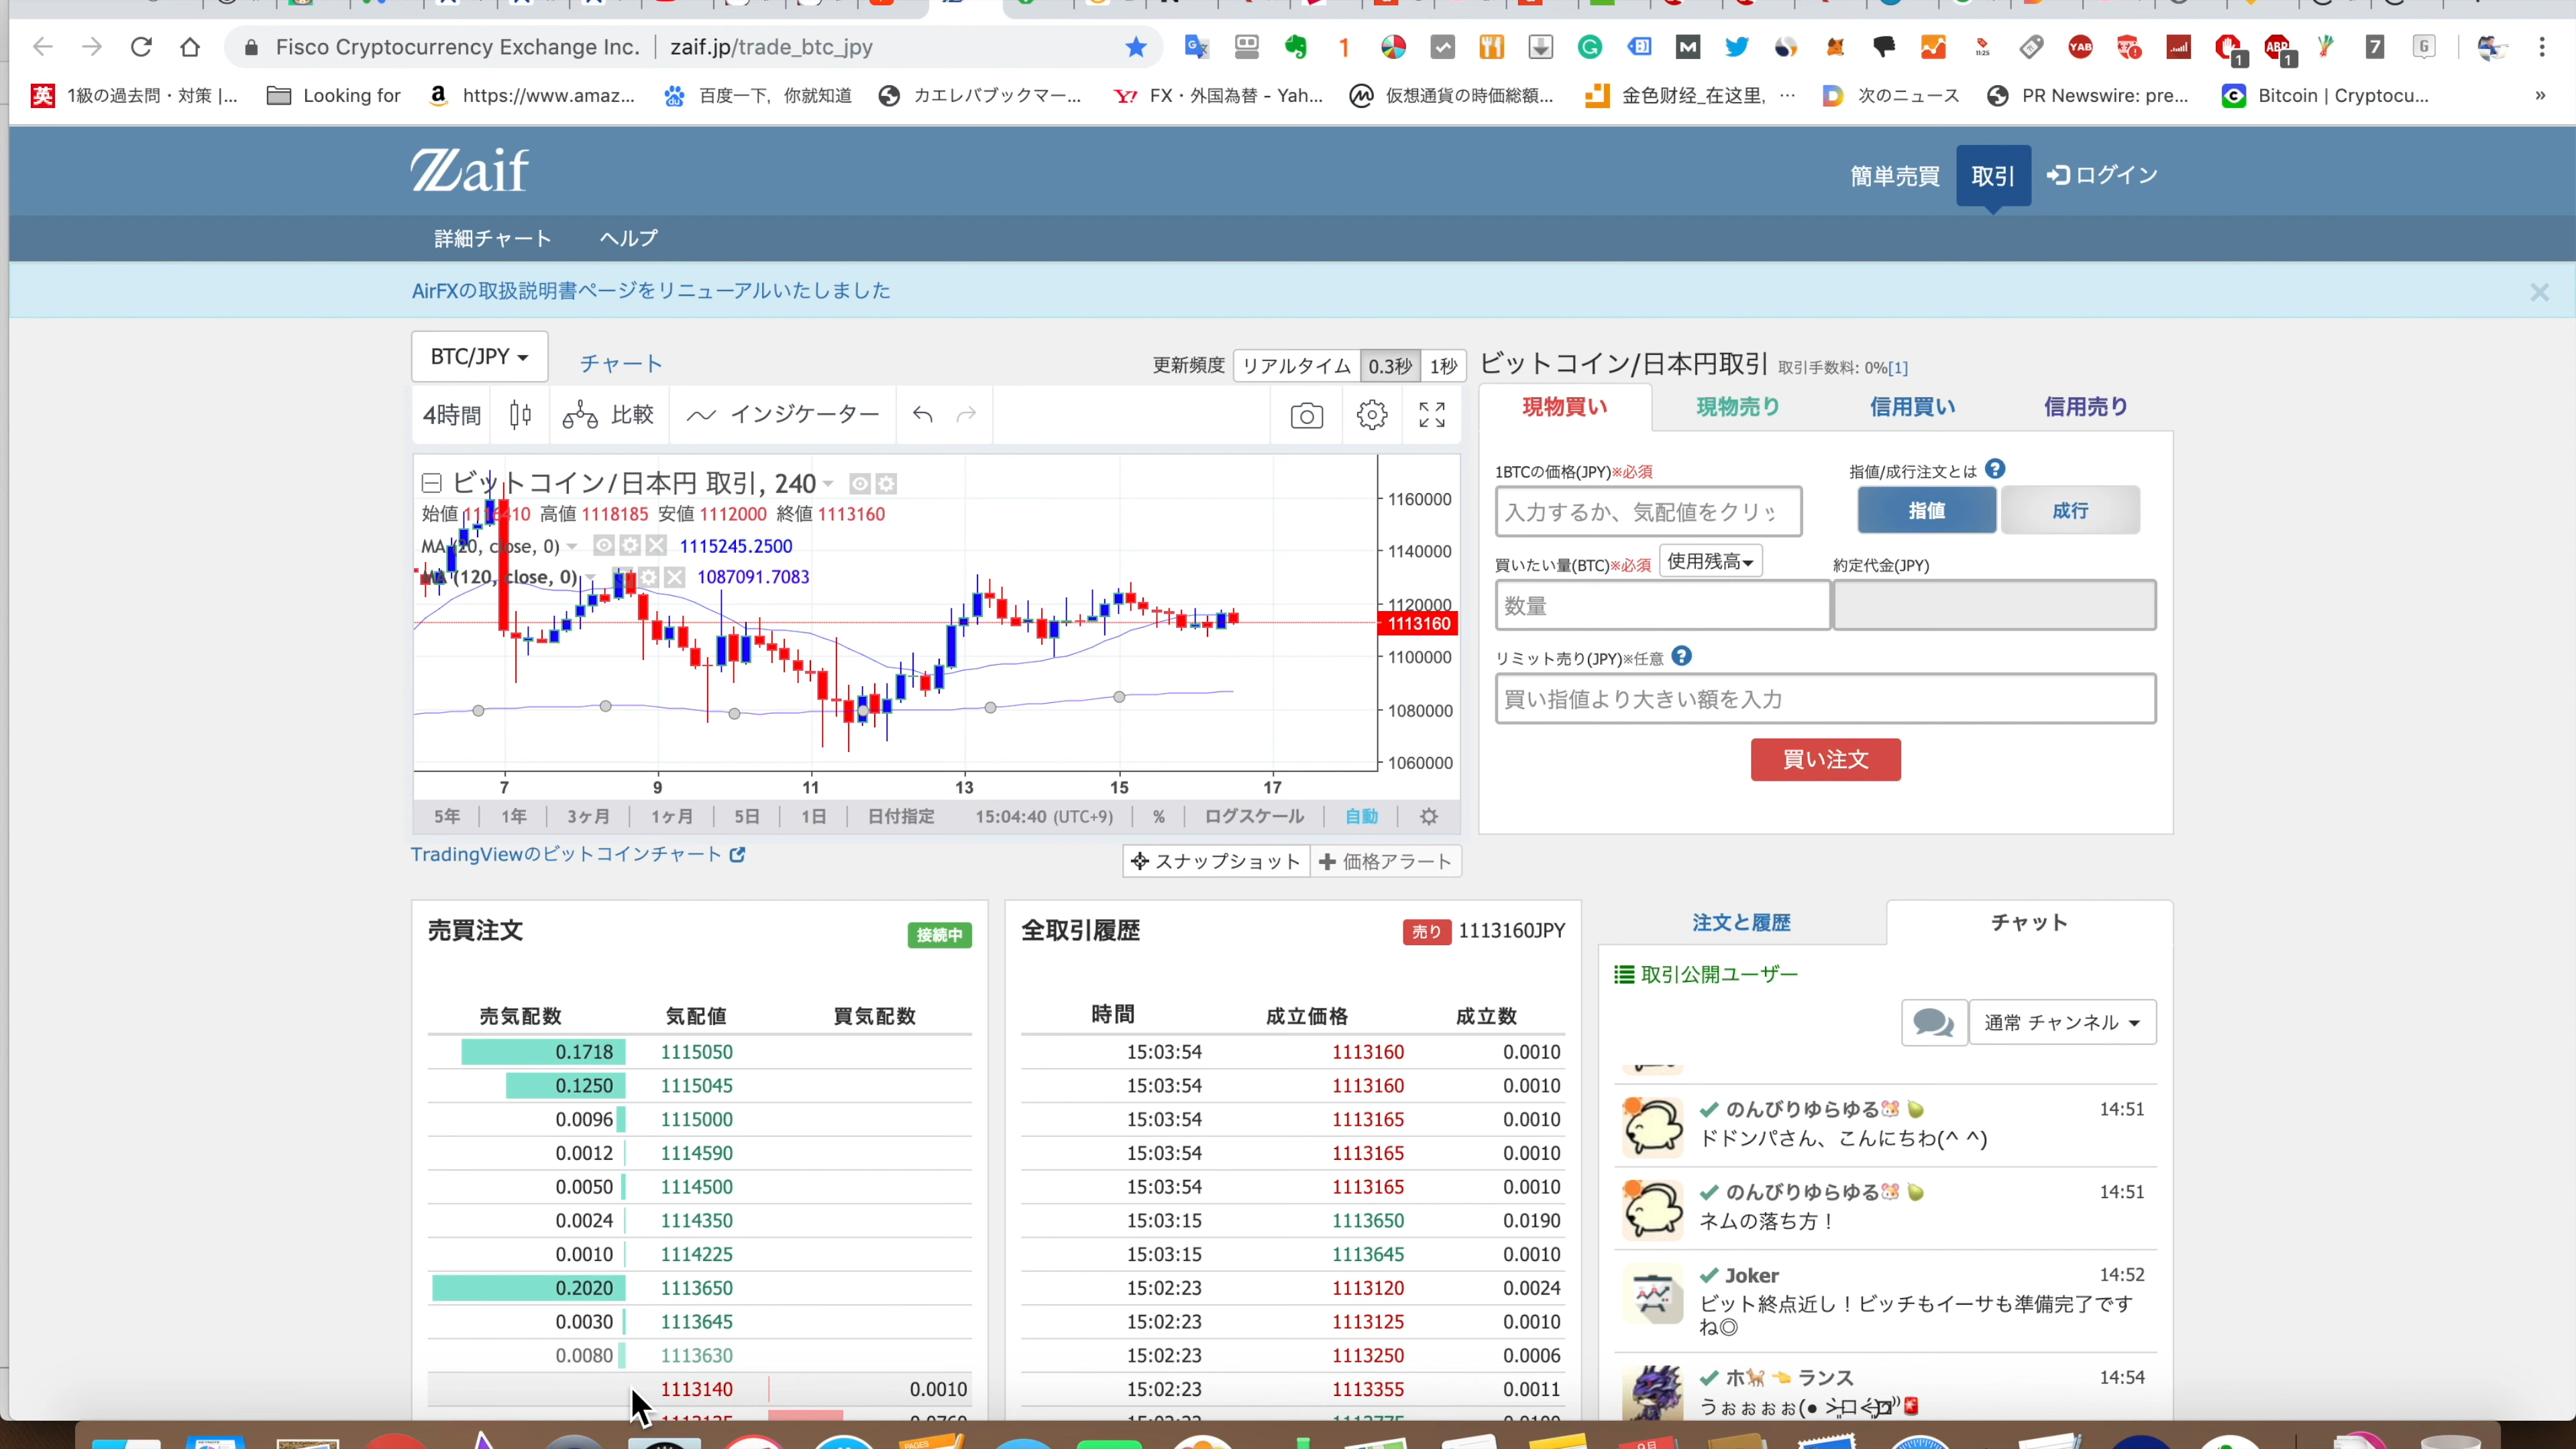 Fisco Cryptocurrency Exchange Inc. | zaif.jp/trade_btc_jpy
英 1級の過去問・対策 |... Looking for https://www.amaz... 百度一下，你就知道 カエレバブックマー... FX・外国為替 - Yah... 仮想通貨の時価総額... 金色财经_在这里, ... 次のニュース PR Newswire: pre... Bitcoin | Cryptocu... »
Zaif
簡単売買 取引 ログイン
詳細チャート ヘルプ
AirFXの取扱説明書ページをリニューアルいたしました
BTC/JPY チャート 更新頻度 リアルタイム 0.3秒 1秒
4時間 比較 インジケーター
ビットコイン/日本円 取引, 240
始値 高値 1118185 安値 1112000 終値 1113160
MA (20, close, 0) 1115245.2500
MA (120, close, 0) 1087091.7083
1160000
1140000
1120000
1113160
1100000
1080000
1060000
7 9 11 13 15 17
5年 1年 3ヶ月 1ヶ月 5日 1日 日付指定 15:04:40 (UTC+9) % ログスケール 自動
TradingViewのビットコインチャート スナップショット 価格アラート
ビットコイン/日本円取引 取引手数料: 0%[1]
現物買い 現物売り 信用買い 信用売り
1BTCの価格(JPY)※必須 指値/成行注文とは
入力するか、気配値をクリッ 指値 成行
買いたい量(BTC)※必須 使用残高 約定代金(JPY)
数量
リミット売り(JPY)※任意
買い指値より大きい額を入力
買い注文
売買注文 接続中
売気配数 気配値 買気配数
0.1718 1115050
0.1250 1115045
0.0096 1115000
0.0012 1114590
0.0050 1114500
0.0024 1114350
0.0010 1114225
0.2020 1113650
0.0030 1113645
0.0080 1113630
1113140 0.0010
全取引履歴 売り 1113160JPY
時間 成立価格 成立数
15:03:54 1113160 0.0010
15:03:54 1113160 0.0010
15:03:54 1113165 0.0010
15:03:54 1113165 0.0010
15:03:54 1113165 0.0010
15:03:15 1113650 0.0190
15:03:15 1113645 0.0010
15:02:23 1113120 0.0024
15:02:23 1113125 0.0010
15:02:23 1113250 0.0006
15:02:23 1113355 0.0011
注文と履歴 チャット
取引公開ユーザー
通常 チャンネル
のんびりゆらゆる🐹🍐 14:51
ドドンパさん、こんにちわ(^ ^)
のんびりゆらゆる🐹🍐 14:51
ネムの落ち方！
Joker 14:52
ビット終点近し！ビッチもイーサも準備完了です
ね◎
ホ🐈👈ランス 14:54
うぉぉぉぉ